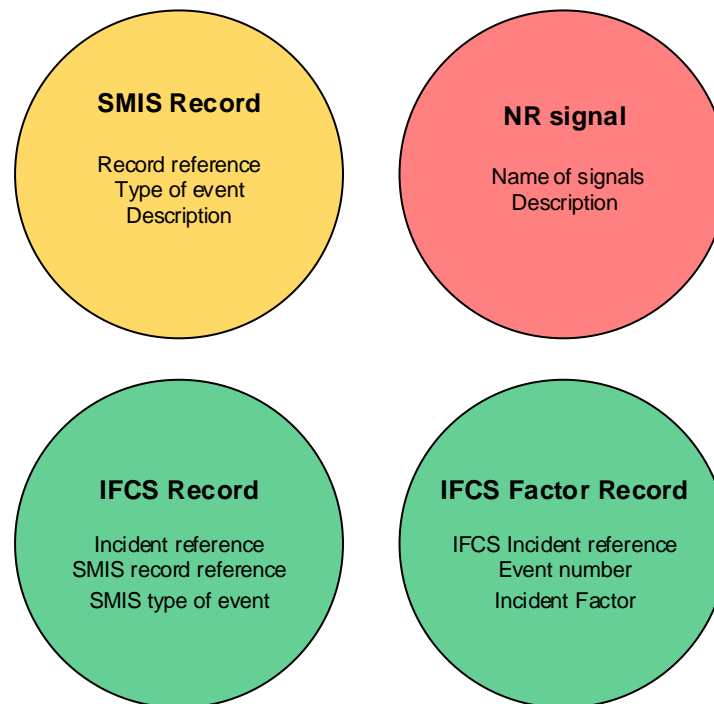 SMIS Record
Record reference
Type of event
Description
NR signal
Name of signals
Description
IFCS Record
Incident reference
SMIS record reference
SMIS type of event
IFCS Factor Record
IFCS Incident reference
Event number
Incident Factor